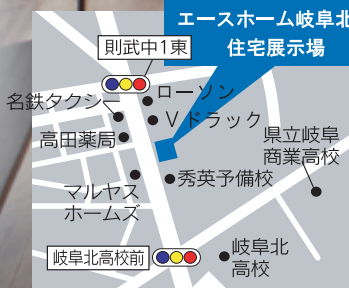 エースホーム岐阜北
住宅展示場
則武中1東
名鉄タクシー
ローソン
Vドラック
高田薬局
県立岐阜
商業高校
マルヤス
ホームズ
秀英予備校
岐阜北高校前
岐阜北
高校